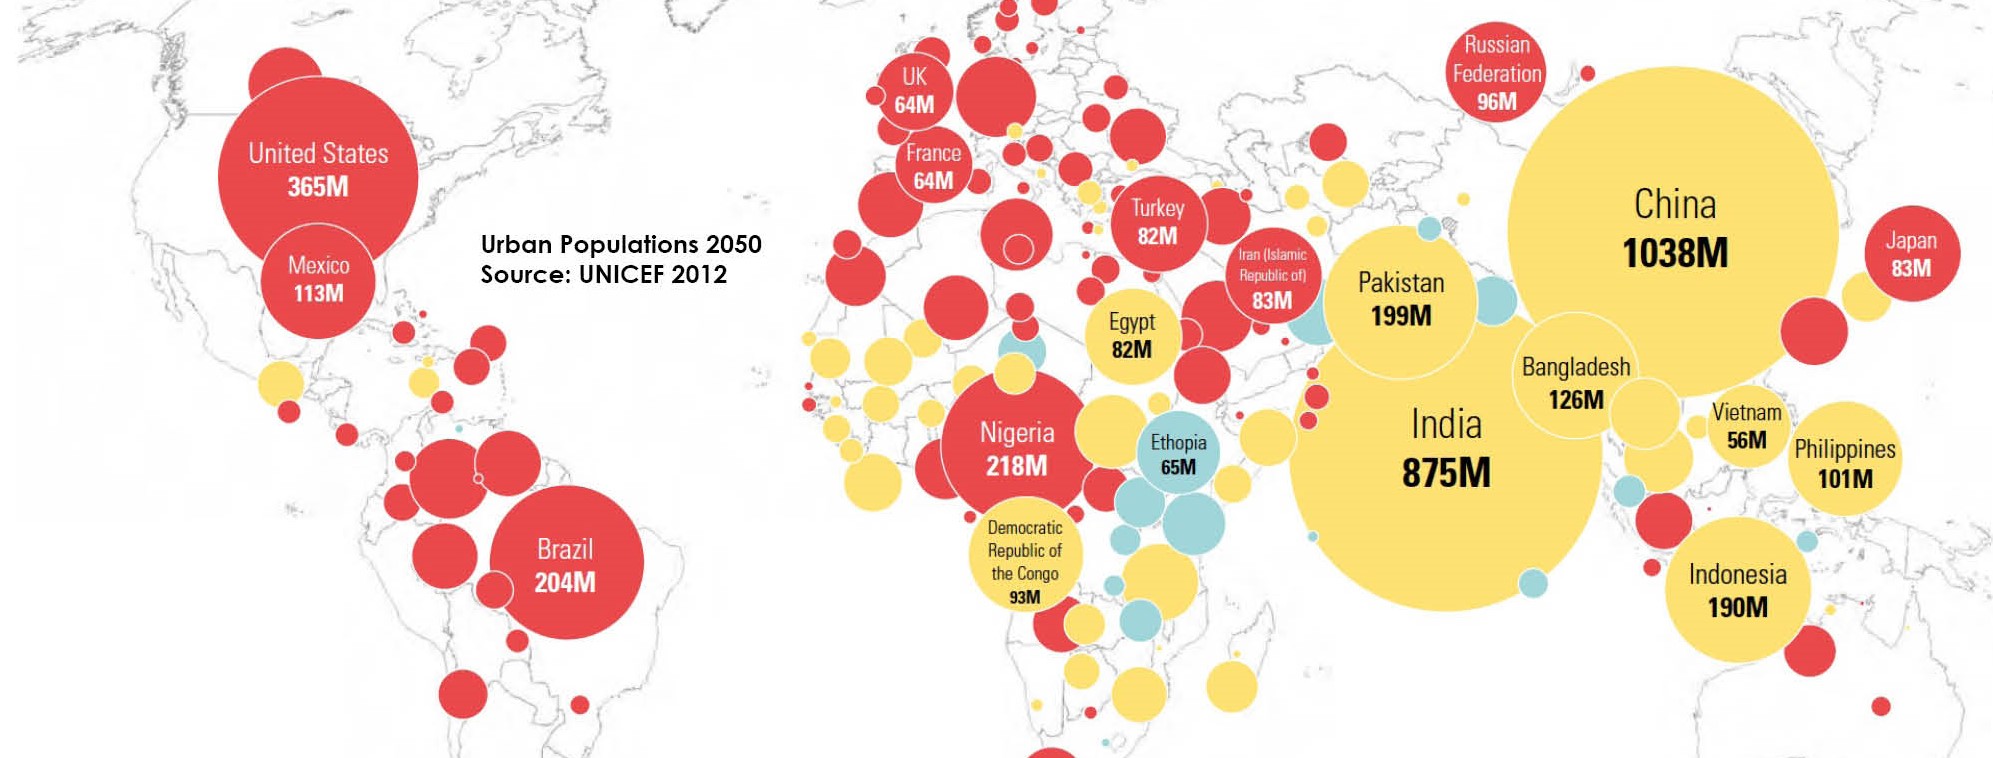 United States
365M
Mexico
113M
Urban Populations 2050
Source: UNICEF 2012
Brazil
204M
UK
64M
France
64M
Turkey
82M
Iran (Islamic
Republic of)
83M
Egypt
82M
Nigeria
218M
Ethopia
65M
Democratic
Republic of
the Congo
93M
Russian
Federation
96M
China
1038M
Japan
83M
Pakistan
199M
India
875M
Bangladesh
126M
Vietnam
56M
Philippines
101M
Indonesia
190M